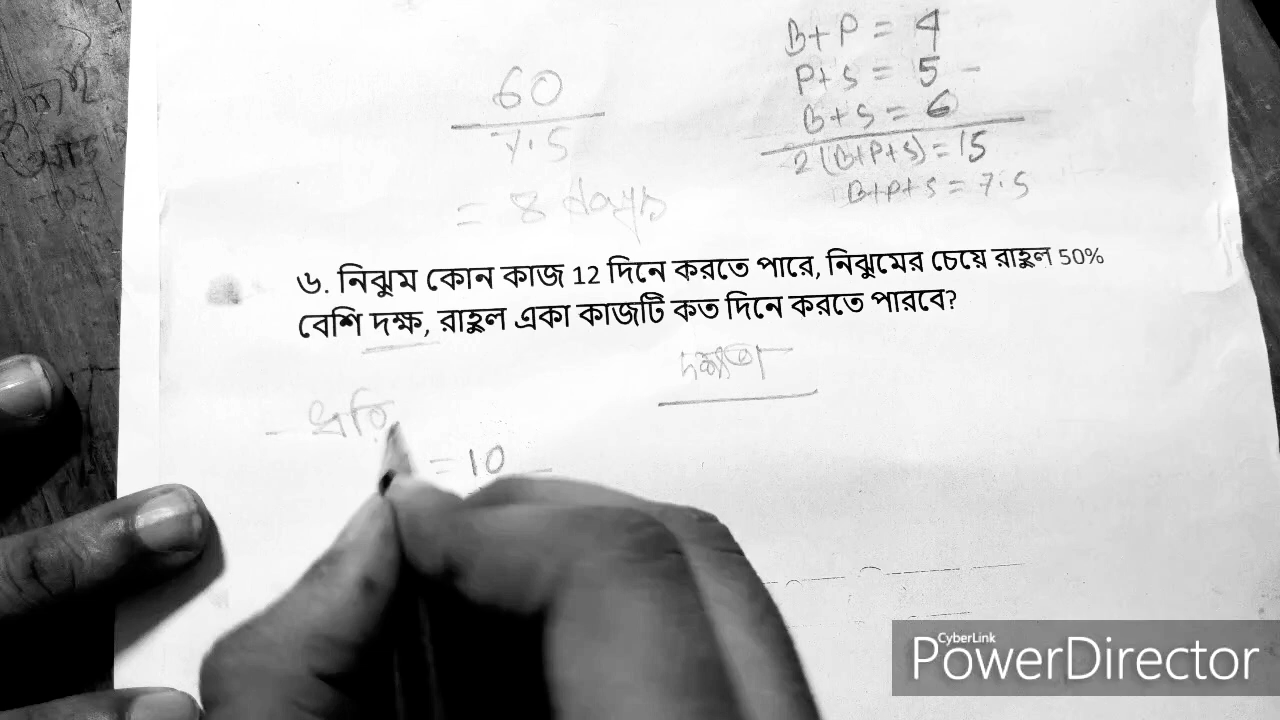 B+P = 4
P+S = 5 -
B+S = 6
2(B+P+S) = 15
B+P+S = 7.5
60
7.5
= 8 days
৬. নিঝুম কোন কাজ 12 দিনে করতে পারে, নিঝুমের চেয়ে রাহুল 50%
বেশি দক্ষ, রাহুল একা কাজটি কত দিনে করতে পারবে?
দক্ষতা
প্রতি
= 10
CyberLink
PowerDirector